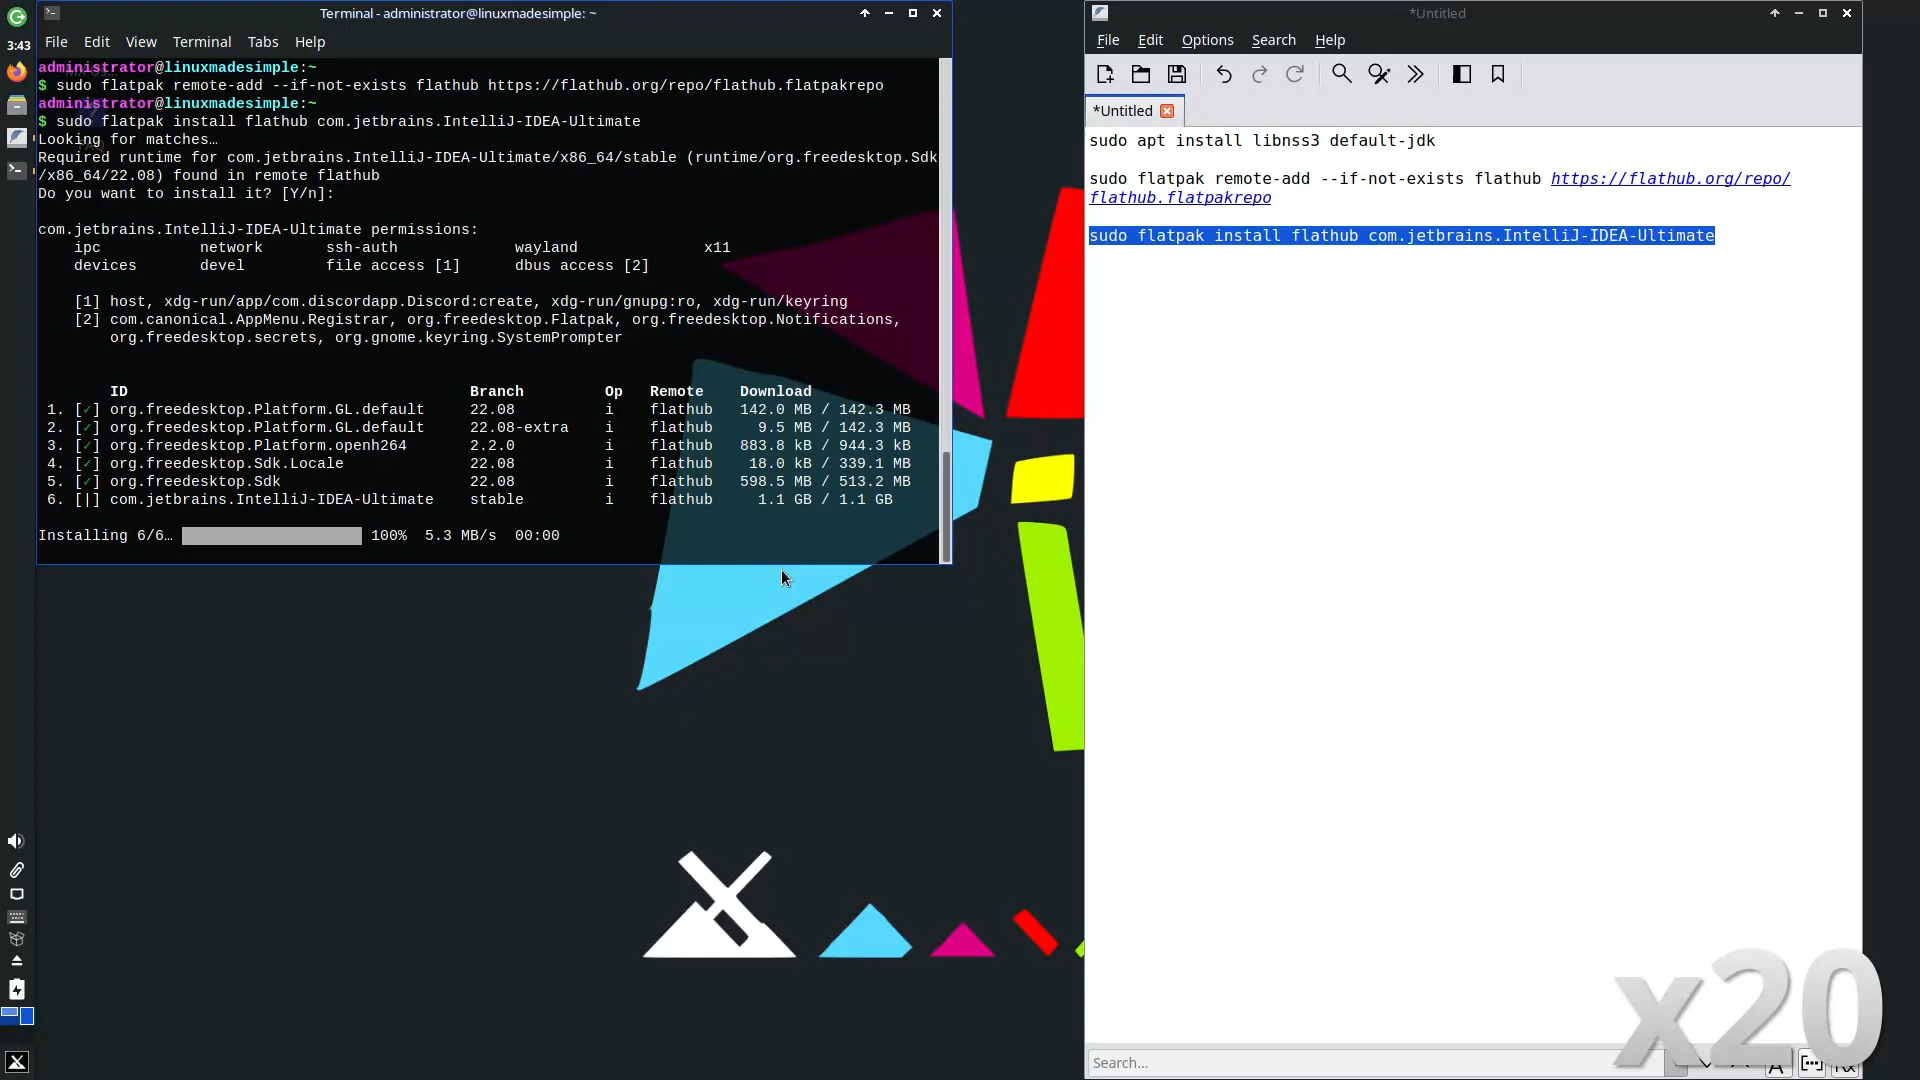 Terminal - administrator@linuxmadesimple: ~
File Edit View Terminal Tabs Help
administrator@linuxmadesimple:~
$ sudo flatpak remote-add --if-not-exists flathub https://flathub.org/repo/flathub.flatpakrepo
administrator@linuxmadesimple:~
$ sudo flatpak install flathub com.jetbrains.IntelliJ-IDEA-Ultimate
Looking for matches…
Required runtime for com.jetbrains.IntelliJ-IDEA-Ultimate/x86_64/stable (runtime/org.freedesktop.Sdk
/x86_64/22.08) found in remote flathub
Do you want to install it? [Y/n]:
com.jetbrains.IntelliJ-IDEA-Ultimate permissions:
ipc network ssh-auth wayland x11
devices devel file access [1] dbus access [2]
[1] host, xdg-run/app/com.discordapp.Discord:create, xdg-run/gnupg:ro, xdg-run/keyring
[2] com.canonical.AppMenu.Registrar, org.freedesktop.Flatpak, org.freedesktop.Notifications,
org.freedesktop.secrets, org.gnome.keyring.SystemPrompter
ID Branch Op Remote Download
1. [✓] org.freedesktop.Platform.GL.default 22.08 i flathub 142.0 MB / 142.3 MB
2. [✓] org.freedesktop.Platform.GL.default 22.08-extra i flathub 9.5 MB / 142.3 MB
3. [✓] org.freedesktop.Platform.openh264 2.2.0 i flathub 883.8 kB / 944.3 kB
4. [✓] org.freedesktop.Sdk.Locale 22.08 i flathub 18.0 kB / 339.1 MB
5. [✓] org.freedesktop.Sdk 22.08 i flathub 598.5 MB / 513.2 MB
6. [|] com.jetbrains.IntelliJ-IDEA-Ultimate stable i flathub 1.1 GB / 1.1 GB
Installing 6/6… 100% 5.3 MB/s 00:00
3:43
*Untitled
File Edit Options Search Help
*Untitled
sudo apt install libnss3 default-jdk
sudo flatpak remote-add --if-not-exists flathub https://flathub.org/repo/
flathub.flatpakrepo
sudo flatpak install flathub com.jetbrains.IntelliJ-IDEA-Ultimate
Search...
x20